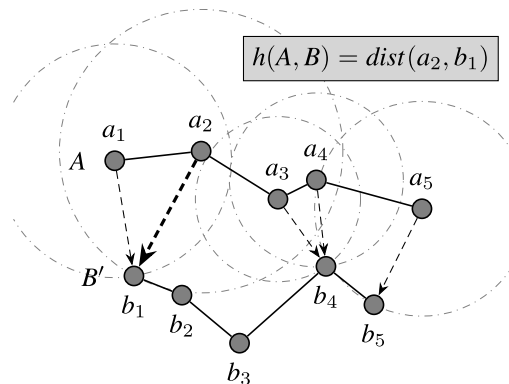 h(A, B) = dist(a₂, b₁)
a₁
a₂
A
a₃
a₄
a₅
B′
b₁
b₂
b₃
b₄
b₅